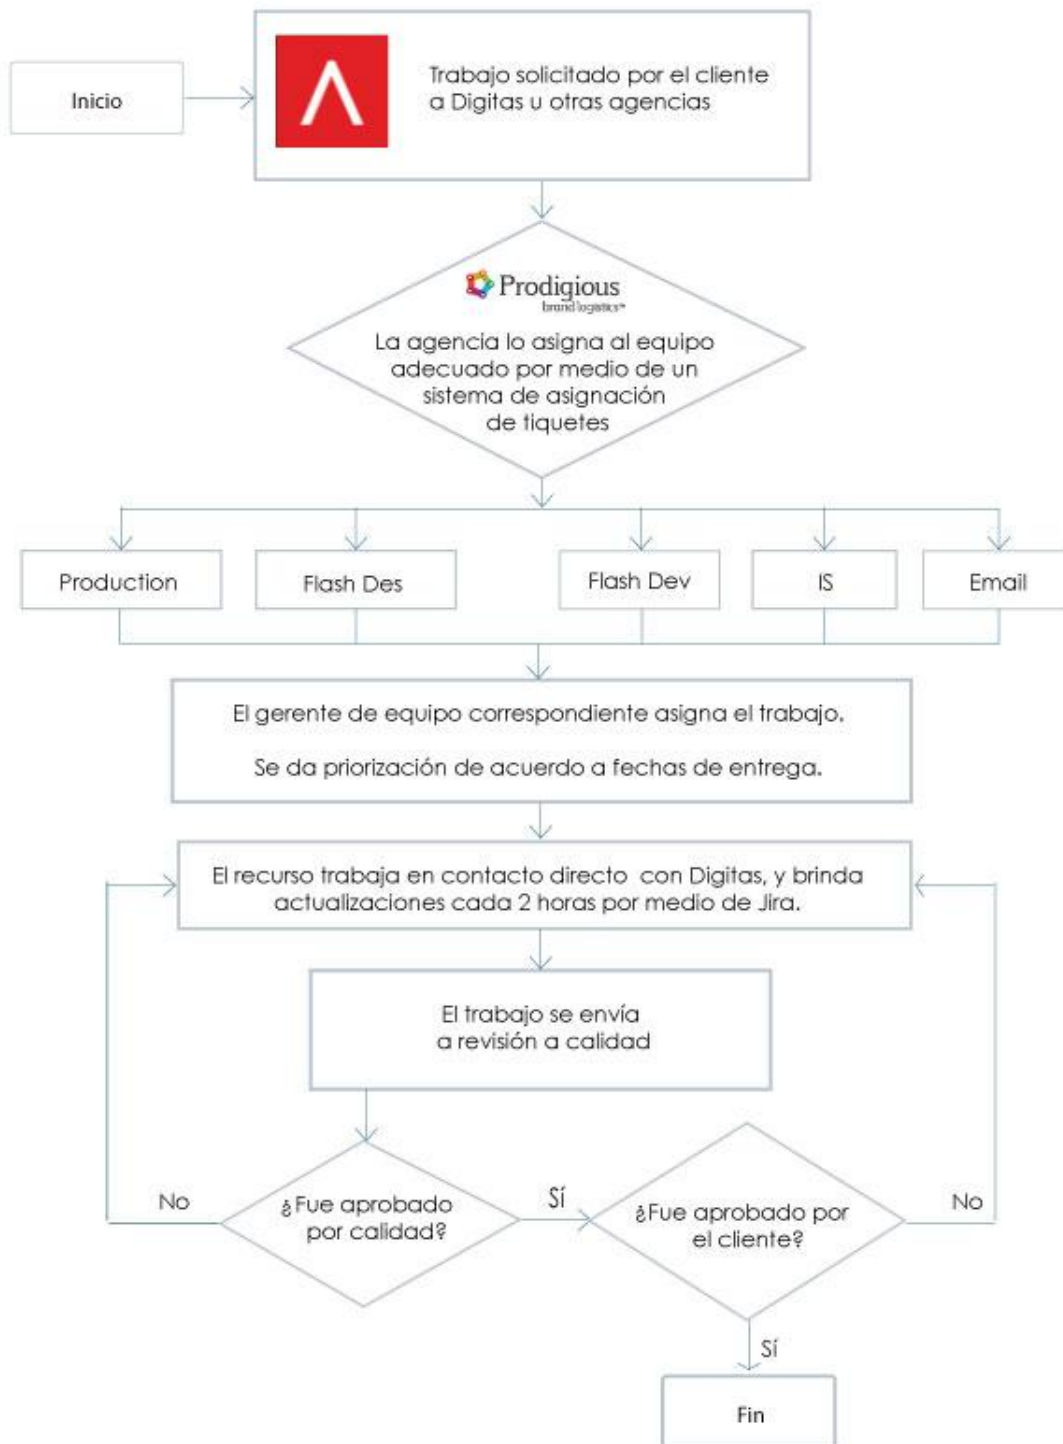 Inicio
Trabajo solicitado por el cliente
a Digitas u otras agencias
Prodigious
brand logistics™
La agencia lo asigna al equipo
adecuado por medio de un
sistema de asignación
de tiquetes
Production
Flash Des
Flash Dev
IS
Email
El gerente de equipo correspondiente asigna el trabajo.
Se da priorización de acuerdo a fechas de entrega.
El recurso trabaja en contacto directo con Digitas, y brinda
actualizaciones cada 2 horas por medio de Jira.
El trabajo se envía
a revisión a calidad
No
¿Fue aprobado
por calidad?
Sí
¿Fue aprobado por
el cliente?
No
Sí
Fin